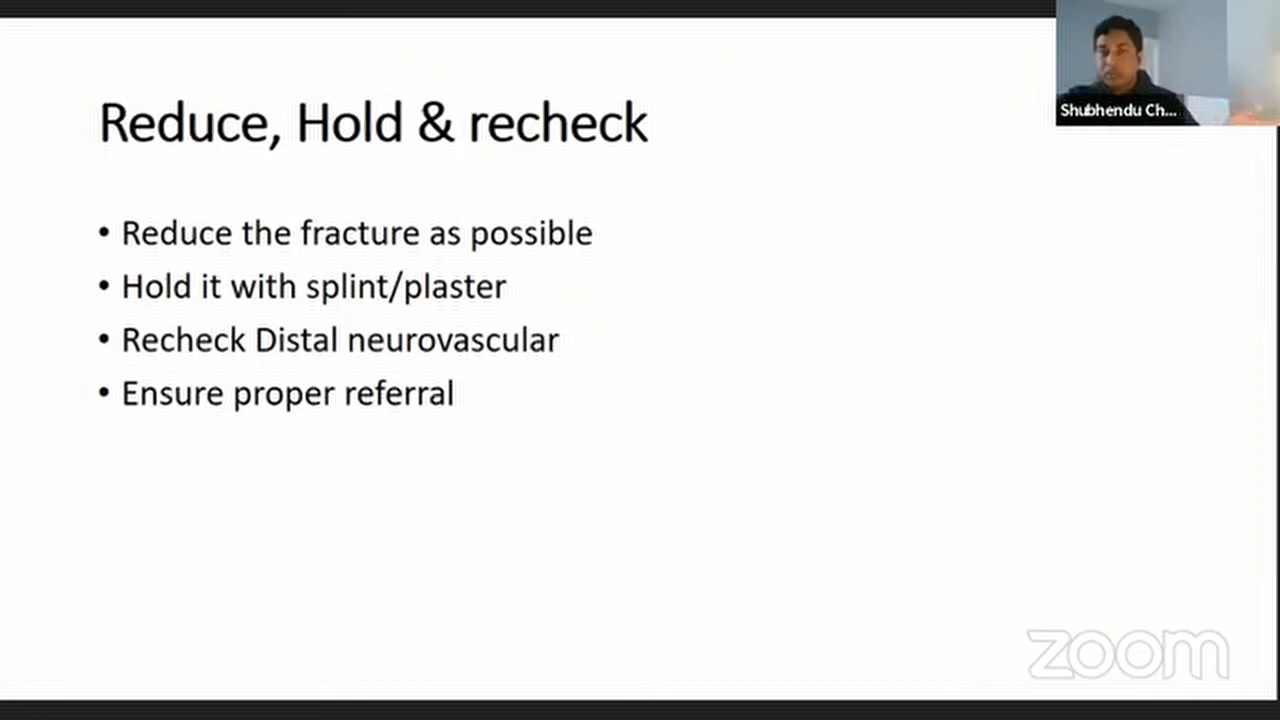 Reduce, Hold & recheck
Shubhendu Ch...
• Reduce the fracture as possible
• Hold it with splint/plaster
• Recheck Distal neurovascular
• Ensure proper referral
zoom